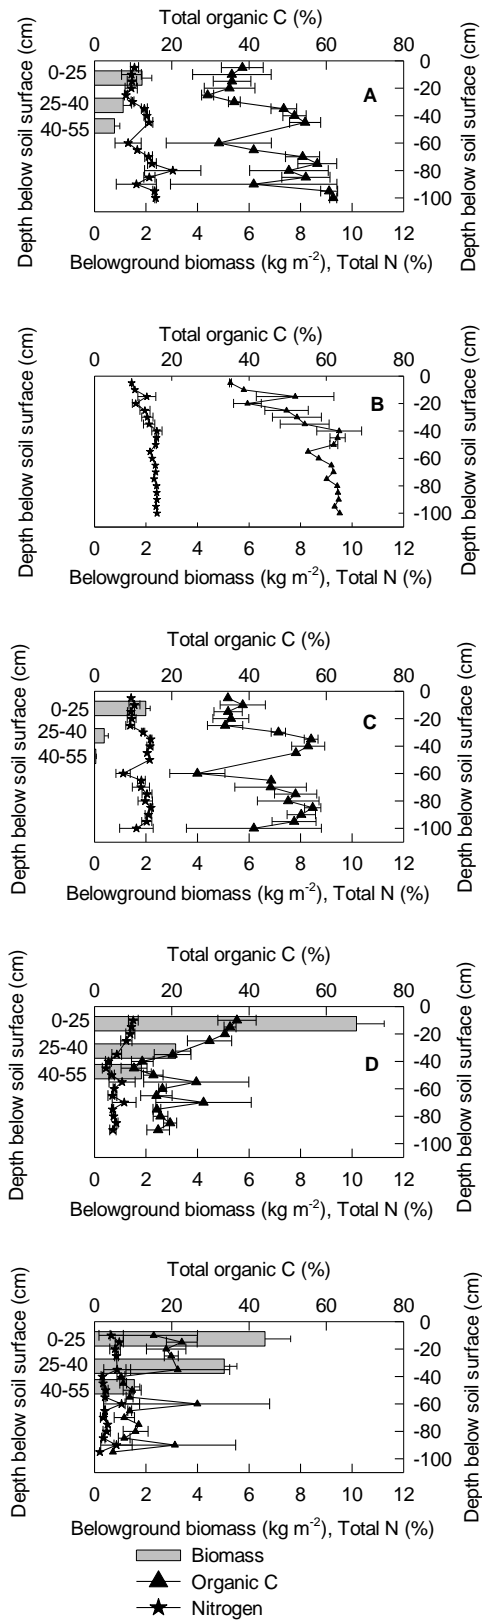 Total organic C (%)
0 20 40 60 80
Depth below soil surface (cm)
0-25
25-40
40-55
A
0
-20
-40
-60
-80
-100
Depth below soil surface (cm)
0 2 4 6 8 10 12
Belowground biomass (kg m⁻²), Total N (%)
Total organic C (%)
0 20 40 60 80
Depth below soil surface (cm)
B
0
-20
-40
-60
-80
-100
Depth below soil surface (cm)
0 2 4 6 8 10 12
Belowground biomass (kg m⁻²), Total N (%)
Total organic C (%)
0 20 40 60 80
Depth below soil surface (cm)
0-25
25-40
40-55
C
0
-20
-40
-60
-80
-100
Depth below soil surface (cm)
0 2 4 6 8 10 12
Belowground biomass (kg m⁻²), Total N (%)
Total organic C (%)
0 20 40 60 80
Depth below soil surface (cm)
0-25
25-40
40-55
D
0
-20
-40
-60
-80
-100
Depth below soil surface (cm)
0 2 4 6 8 10 12
Belowground biomass (kg m⁻²), Total N (%)
Total organic C (%)
0 20 40 60 80
Depth below soil surface (cm)
0-25
25-40
40-55
0
-20
-40
-60
-80
-100
Depth below soil surface (cm)
0 2 4 6 8 10 12
Belowground biomass (kg m⁻²), Total N (%)
Biomass
Organic C
Nitrogen